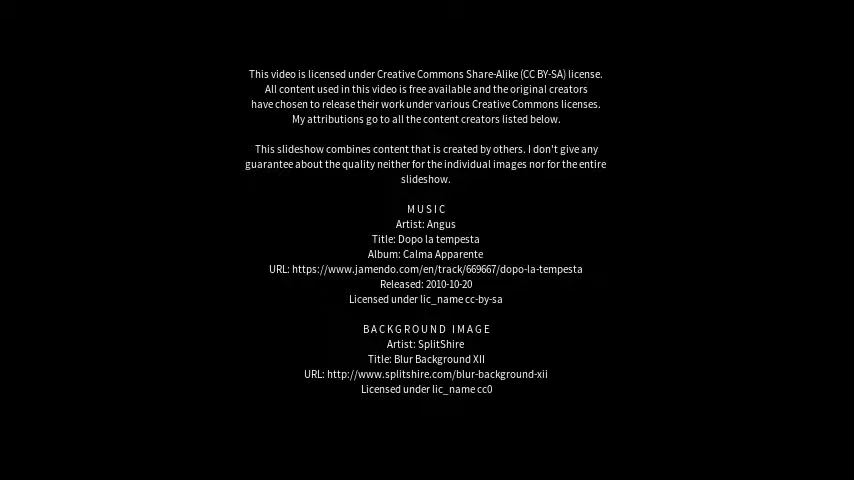 This video is licensed under Creative Commons Share-Alike (CC BY-SA) license.
All content used in this video is free available and the original creators
have chosen to release their work under various Creative Commons licenses.
My attributions go to all the content creators listed below.
This slideshow combines content that is created by others. I don't give any
guarantee about the quality neither for the individual images nor for the entire
slideshow.
MUSIC
Artist: Angus
Title: Dopo la tempesta
Album: Calma Apparente
URL: https://www.jamendo.com/en/track/669667/dopo-la-tempesta
Released: 2010-10-20
Licensed under lic_name cc-by-sa
BACKGROUND IMAGE
Artist: SplitShire
Title: Blur Background XII
URL: http://www.splitshire.com/blur-background-xii
Licensed under lic_name cc0